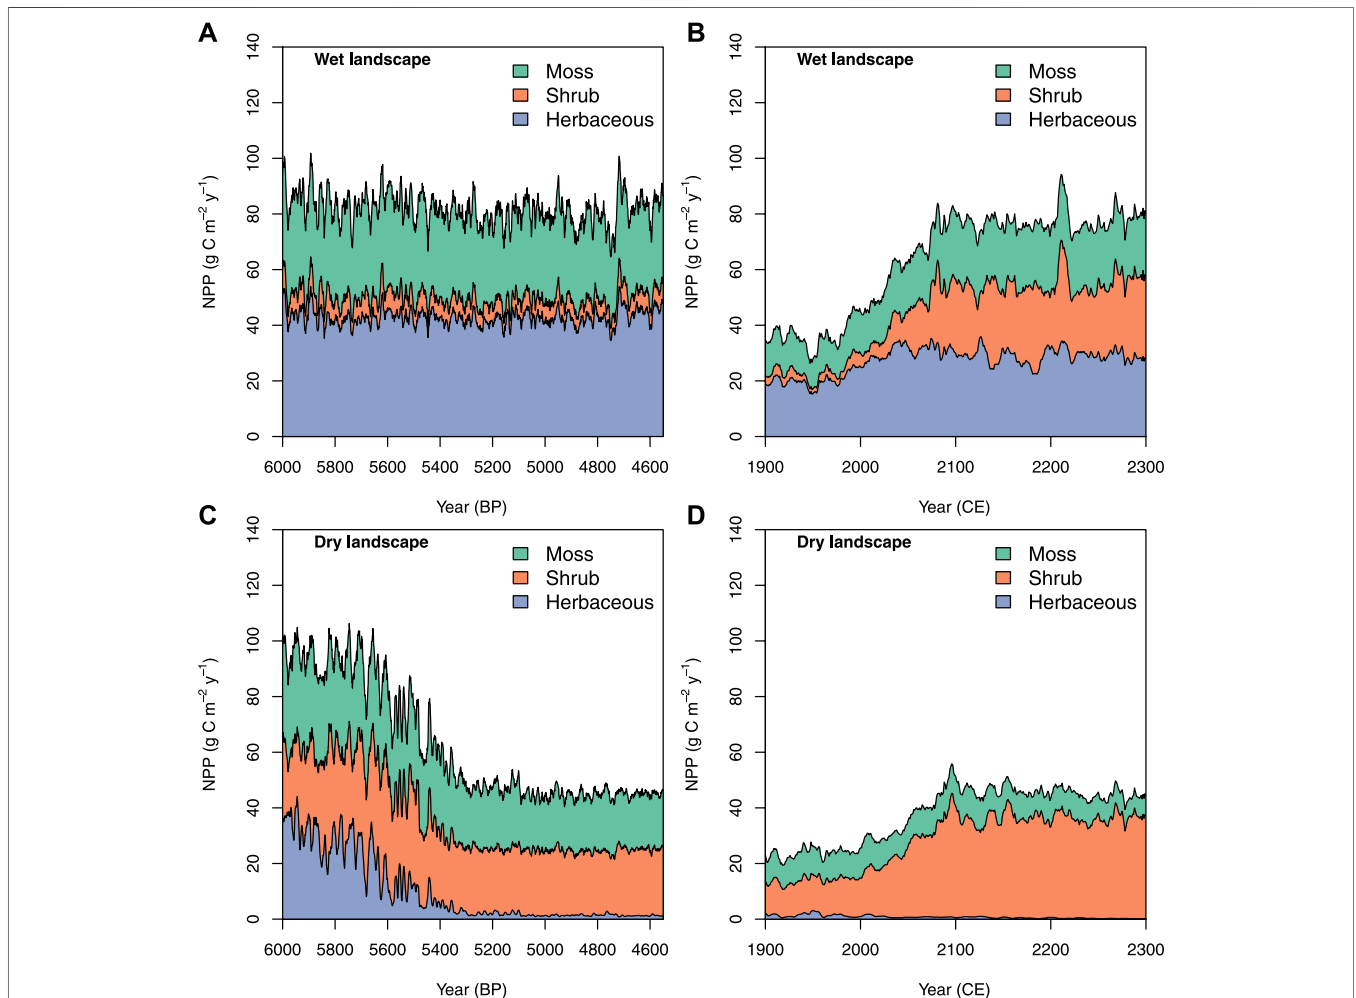 A
Wet landscape
Moss
Shrub
Herbaceous
NPP (g C m⁻² y⁻¹)
0 20 40 60 80 100 120 140
6000 5800 5600 5400 5200 5000 4800 4600
Year (BP)
B
Wet landscape
Moss
Shrub
Herbaceous
NPP (g C m⁻² y⁻¹)
0 20 40 60 80 100 120 140
1900 2000 2100 2200 2300
Year (CE)
C
Dry landscape
Moss
Shrub
Herbaceous
NPP (g C m⁻² y⁻¹)
0 20 40 60 80 100 120 140
6000 5800 5600 5400 5200 5000 4800 4600
Year (BP)
D
Dry landscape
Moss
Shrub
Herbaceous
NPP (g C m⁻² y⁻¹)
0 20 40 60 80 100 120 140
1900 2000 2100 2200 2300
Year (CE)